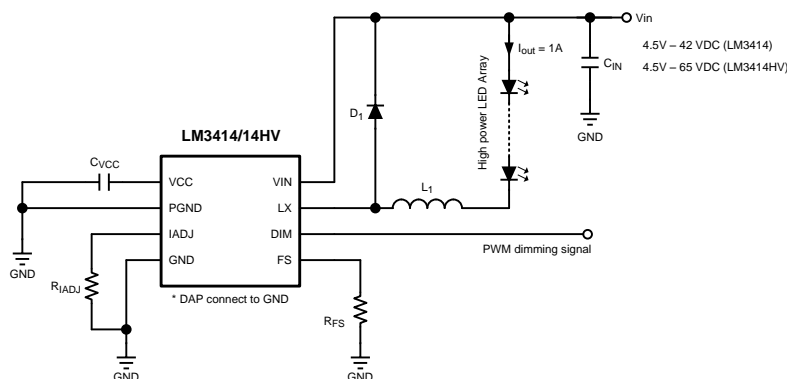 Vin
Iout = 1A
4.5V – 42 VDC (LM3414)
4.5V – 65 VDC (LM3414HV)
CIN
GND
High power LED Array
D1
LM3414/14HV
CVCC
VCC
VIN
L1
PGND
LX
IADJ
DIM
PWM dimming signal
GND
FS
GND
RIADJ
* DAP connect to GND
RFS
GND
GND